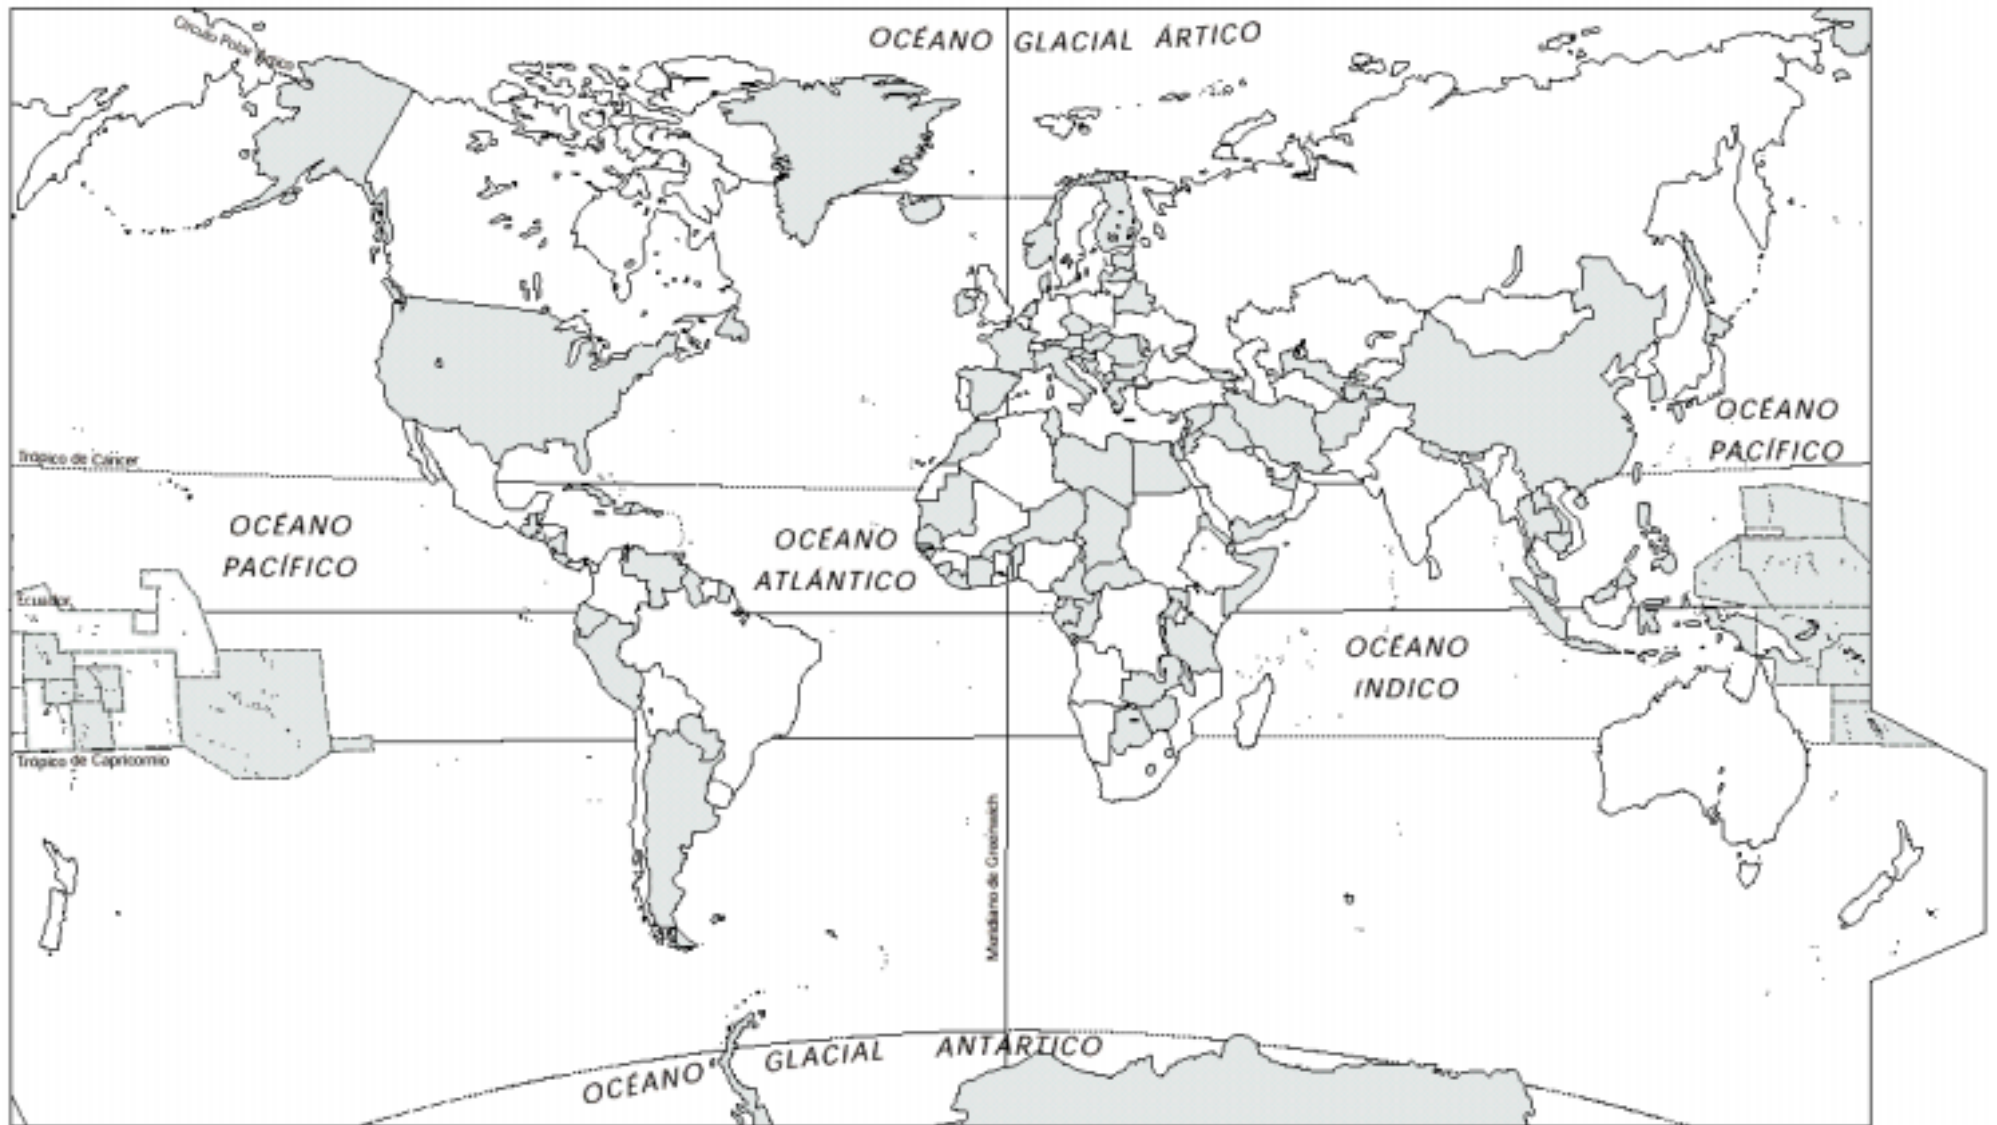 OCÉANO GLACIAL ÁRTICO
Círculo Polar Ártico
OCÉANO
PACÍFICO
Trópico de Cáncer
OCÉANO
PACÍFICO
OCÉANO
ATLÁNTICO
Ecuador
OCÉANO
INDICO
Trópico de Capricornio
Meridiano de Greenwich
OCÉANO GLACIAL ANTÁRTICO